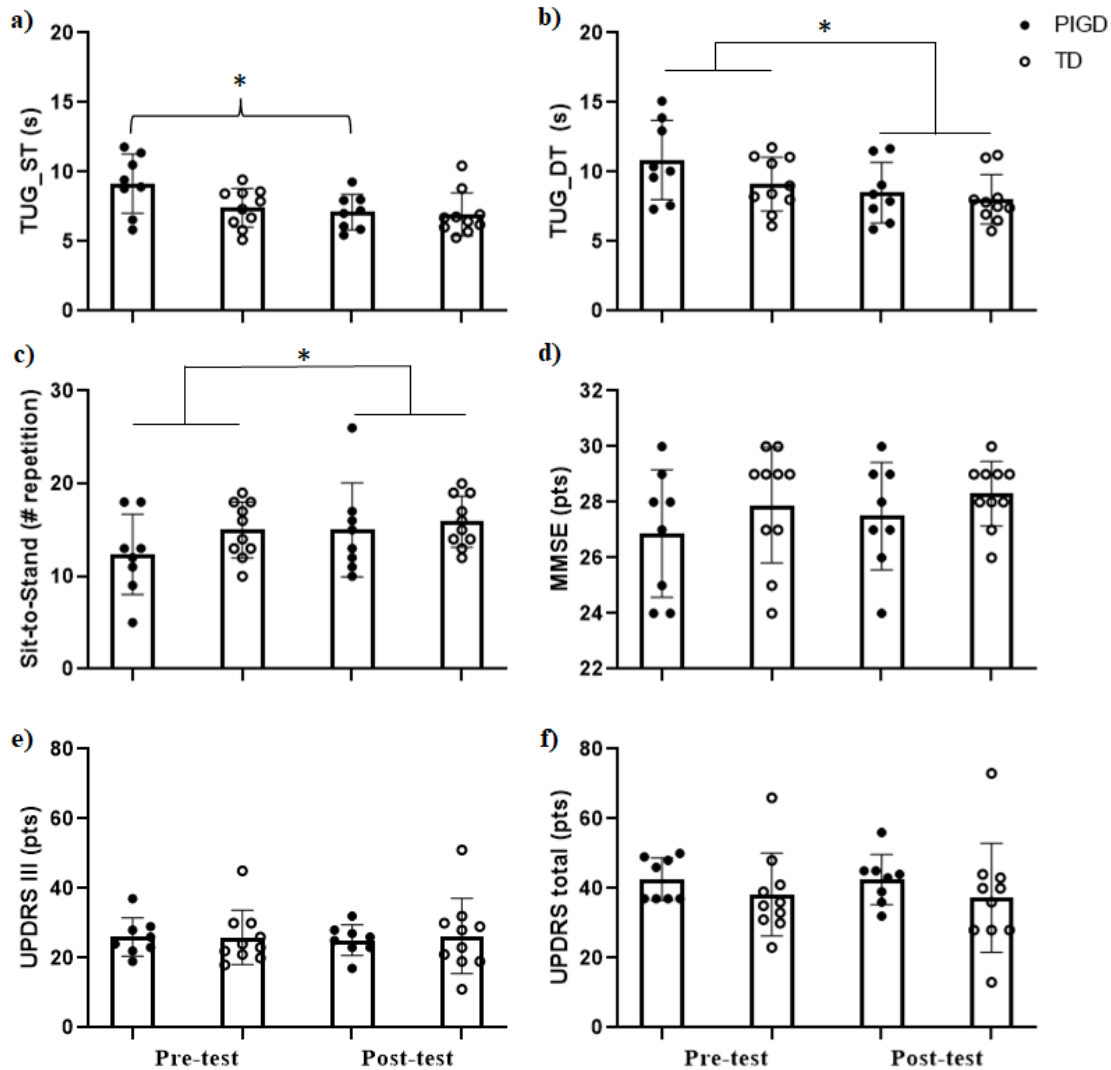 a)
TUG_ST (s)
20
15
10
5
0
*
b)
TUG_DT (s)
20
15
10
5
0
*
PIGD
TD
c)
Sit-to-Stand (# repetition)
30
20
10
0
*
d)
MMSE (pts)
32
30
28
26
24
22
e)
UPDRS III (pts)
80
60
40
20
0
Pre-test Post-test
f)
UPDRS total (pts)
80
60
40
20
0
Pre-test Post-test